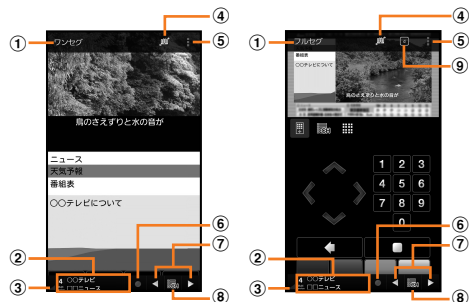 ④
④
① ワンセグ ⑤
① フルセグ ⑤
⑨
番組表
○○テレビについて
鳥のさえずりと水の音が
鳥のさえずりと水の音が
ニュース
天気予報
番組表
○○テレビについて
1 2 3
4 5 6
7 8 9
0
②
⑥
⑦
③
4 ○○テレビ
□□ニュース
⑧
②
⑥
⑦
③
4 ○○テレビ
□□ニュース
⑧